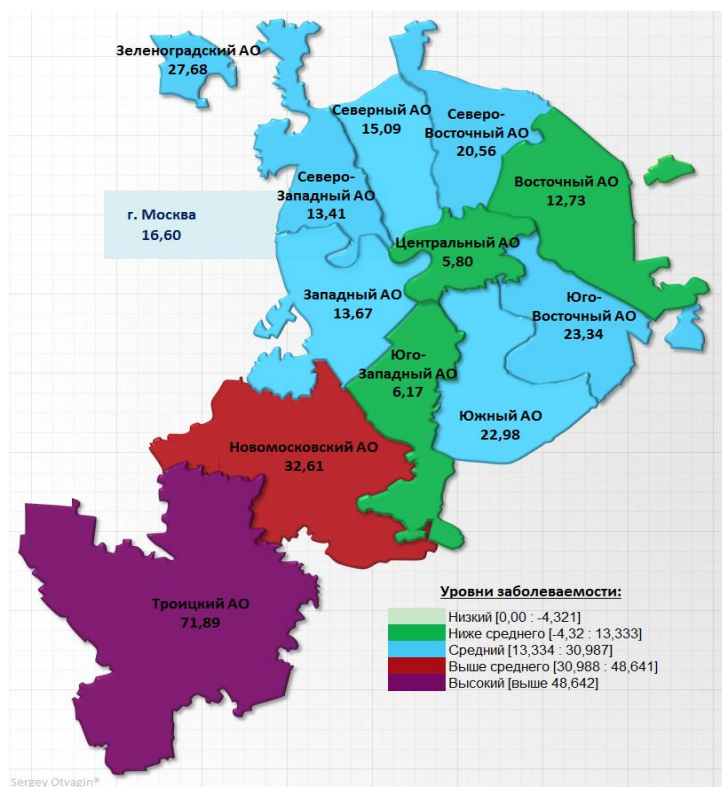 Зеленоградский АО
27,68
Северный АО
15,09
Северо-
Восточный АО
20,56
Северо-
Западный АО
13,41
Восточный АО
12,73
г. Москва
16,60
Центральный АО
5,80
Западный АО
13,67
Юго-
Восточный АО
23,34
Юго-
Западный АО
6,17
Южный АО
22,98
Новомосковский АО
32,61
Троицкий АО
71,89
Уровни заболеваемости:
Низкий [0,00 : -4,321]
Ниже среднего [-4,32 : 13,333]
Средний [13,334 : 30,987]
Выше среднего [30,988 : 48,641]
Высокий [выше 48,642]
Sergey Otvagin®